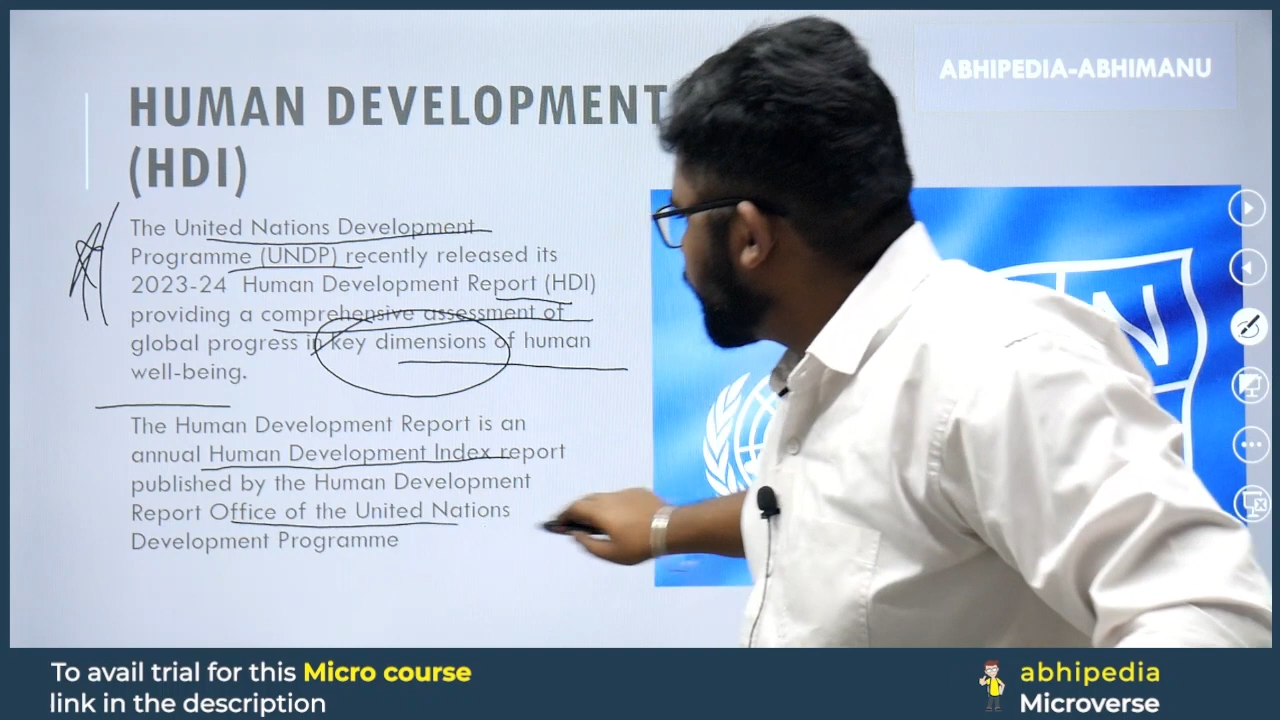 ABHIPEDIA-ABHIMANU
HUMAN DEVELOPMENT
(HDI)
The United Nations Development
Programme (UNDP) recently released its
2023-24 Human Development Report (HDI)
providing a comprehensive assessment of
global progress in key dimensions of human
well-being.
The Human Development Report is an
annual Human Development Index report
published by the Human Development
Report Office of the United Nations
Development Programme
N
To avail trial for this Micro course
link in the description
abhipedia
Microverse